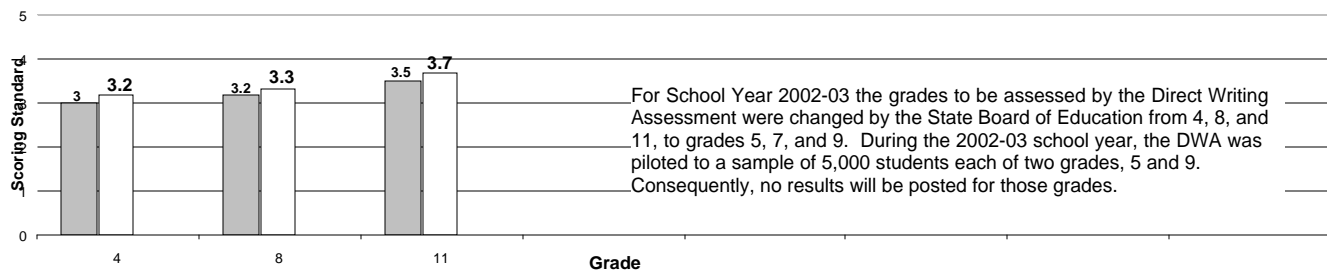 5
4
3
2
1
0
Scoring Standard
3
3.2
3.2
3.3
3.5
3.7
For School Year 2002-03 the grades to be assessed by the Direct Writing
Assessment were changed by the State Board of Education from 4, 8, and
11, to grades 5, 7, and 9. During the 2002-03 school year, the DWA was
piloted to a sample of 5,000 students each of two grades, 5 and 9.
Consequently, no results will be posted for those grades.
4
8
11
Grade